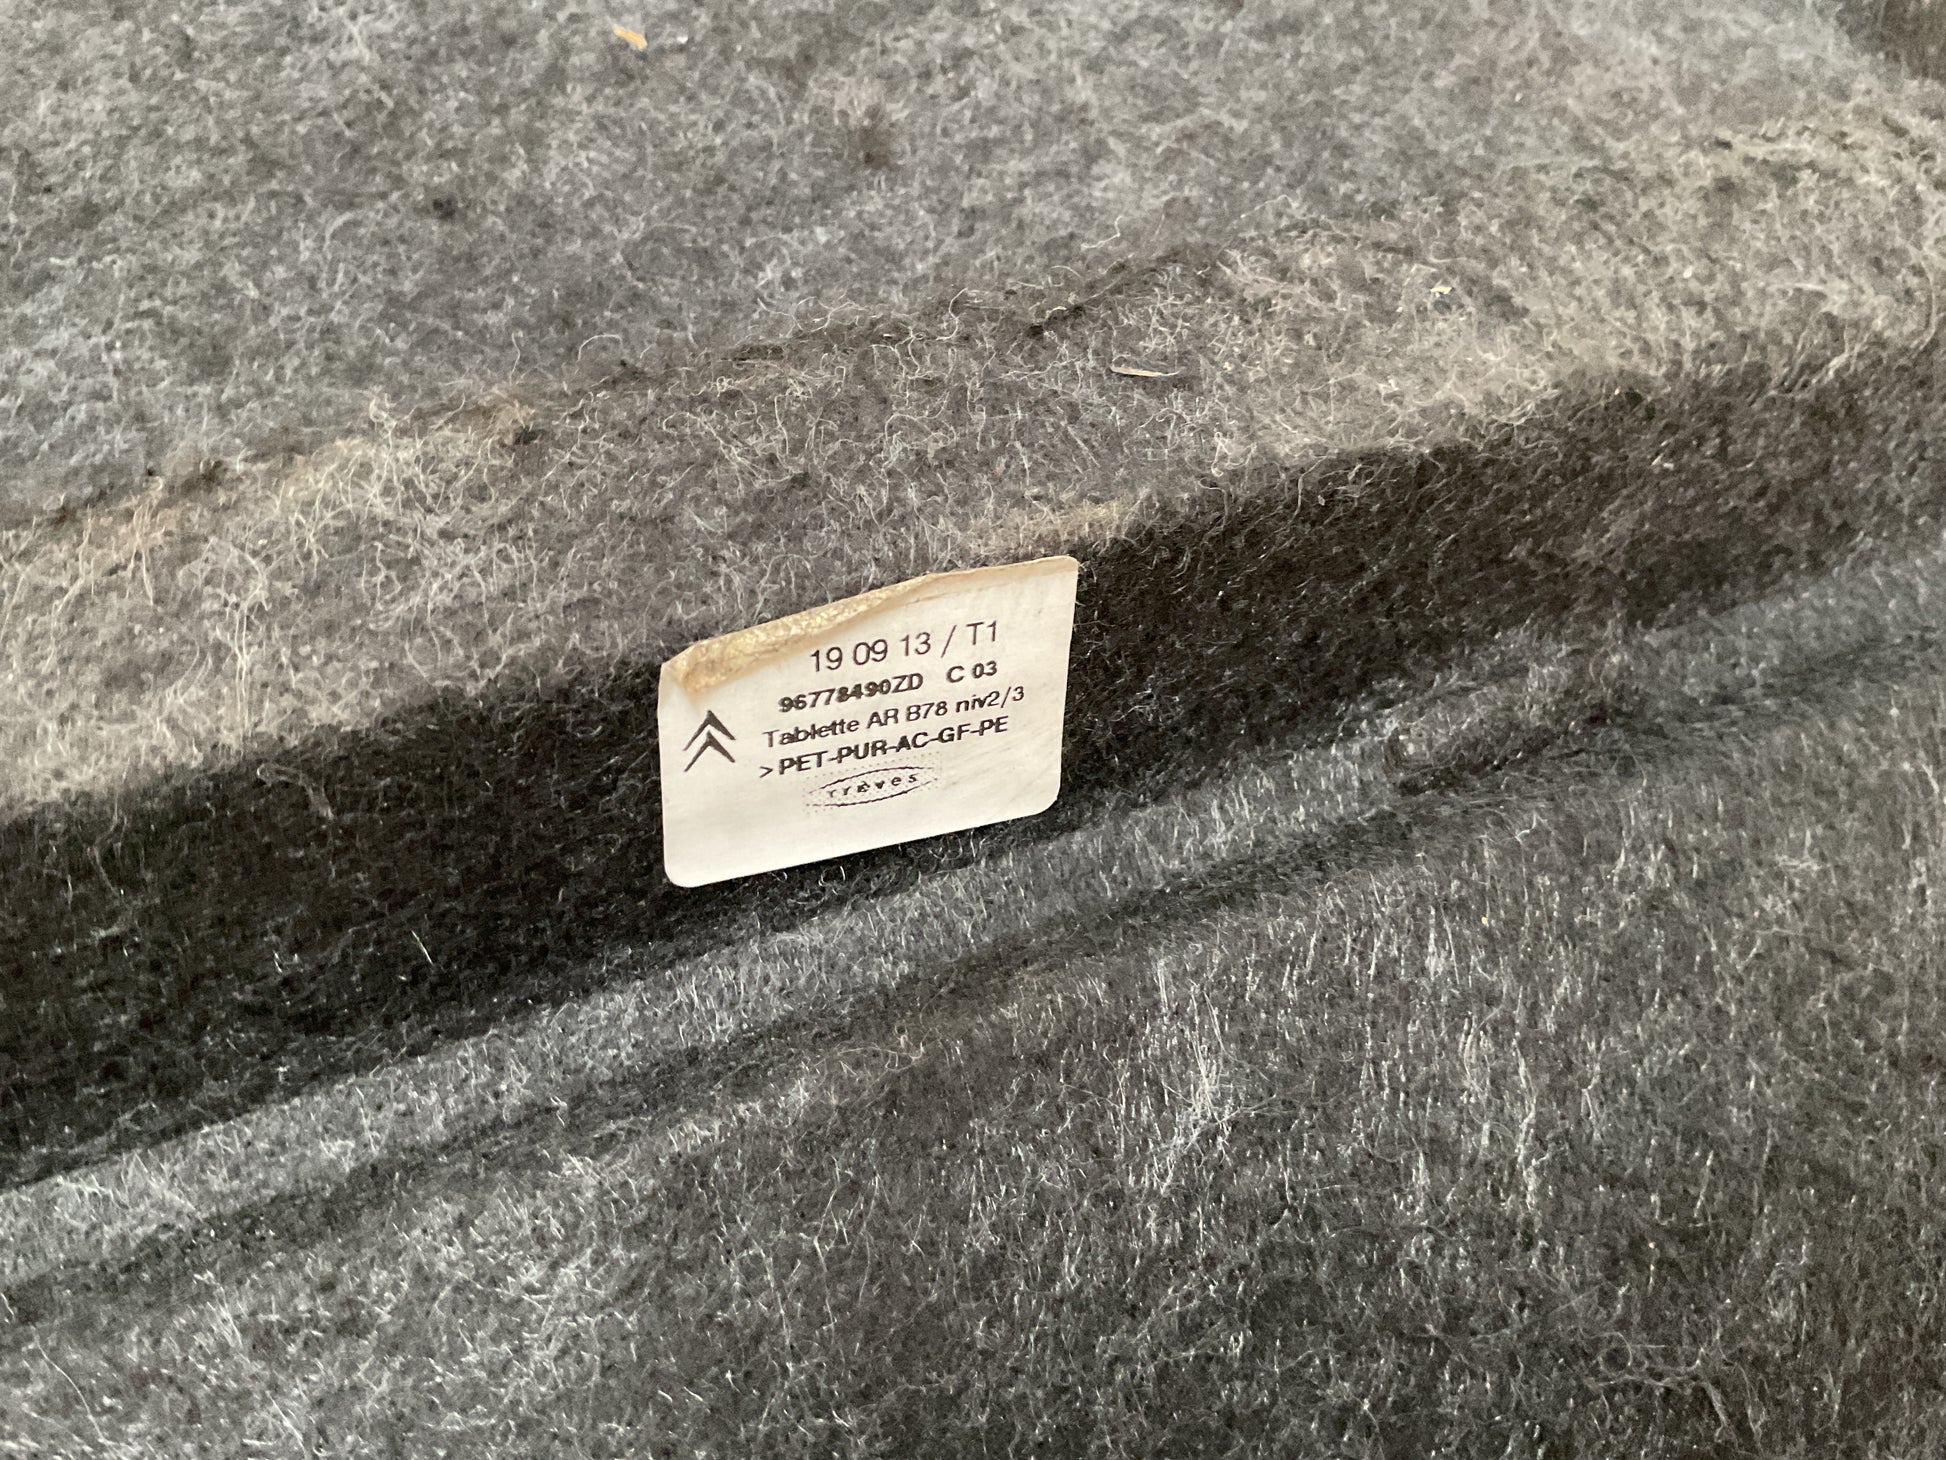 19 09 13 / T1
96778490ZD C 03
Tablette AR B78 niv2/3
>PET-PUR-AC-GF-PE
TREVES